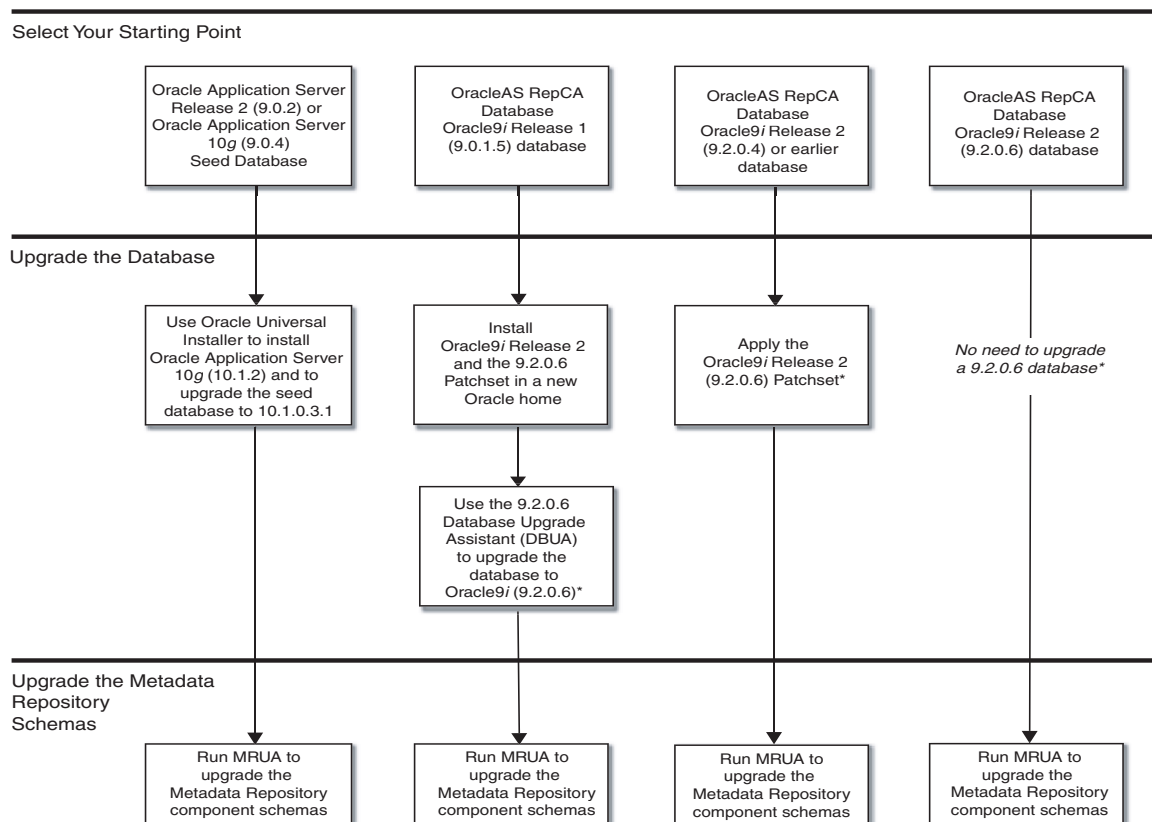 Select Your Starting Point
Oracle Application Server
Release 2 (9.0.2) or
Oracle Application Server
10g (9.0.4)
Seed Database
OracleAS RepCA
Database
Oracle9i Release 1
(9.0.1.5) database
OracleAS RepCA
Database
Oracle9i Release 2
(9.2.0.4) or earlier
database
OracleAS RepCA
Database
Oracle9i Release 2
(9.2.0.6) database
Upgrade the Database
Use Oracle Universal
Installer to install
Oracle Application Server
10g (10.1.2) and to
upgrade the seed
database to 10.1.0.3.1
Install
Oracle9i Release 2
and the 9.2.0.6
Patchset in a new
Oracle home
Apply the
Oracle9i Release 2
(9.2.0.6) Patchset*
No need to upgrade
a 9.2.0.6 database*
Use the 9.2.0.6
Database Upgrade
Assistant (DBUA)
to upgrade the
database to
Oracle9i (9.2.0.6)*
Upgrade the Metadata
Repository
Schemas
Run MRUA to
upgrade the
Metadata Repository
component schemas
Run MRUA to
upgrade the
Metadata Repository
component schemas
Run MRUA to
upgrade the
Metadata Repository
component schemas
Run MRUA to
upgrade the
Metadata Repository
component schemas